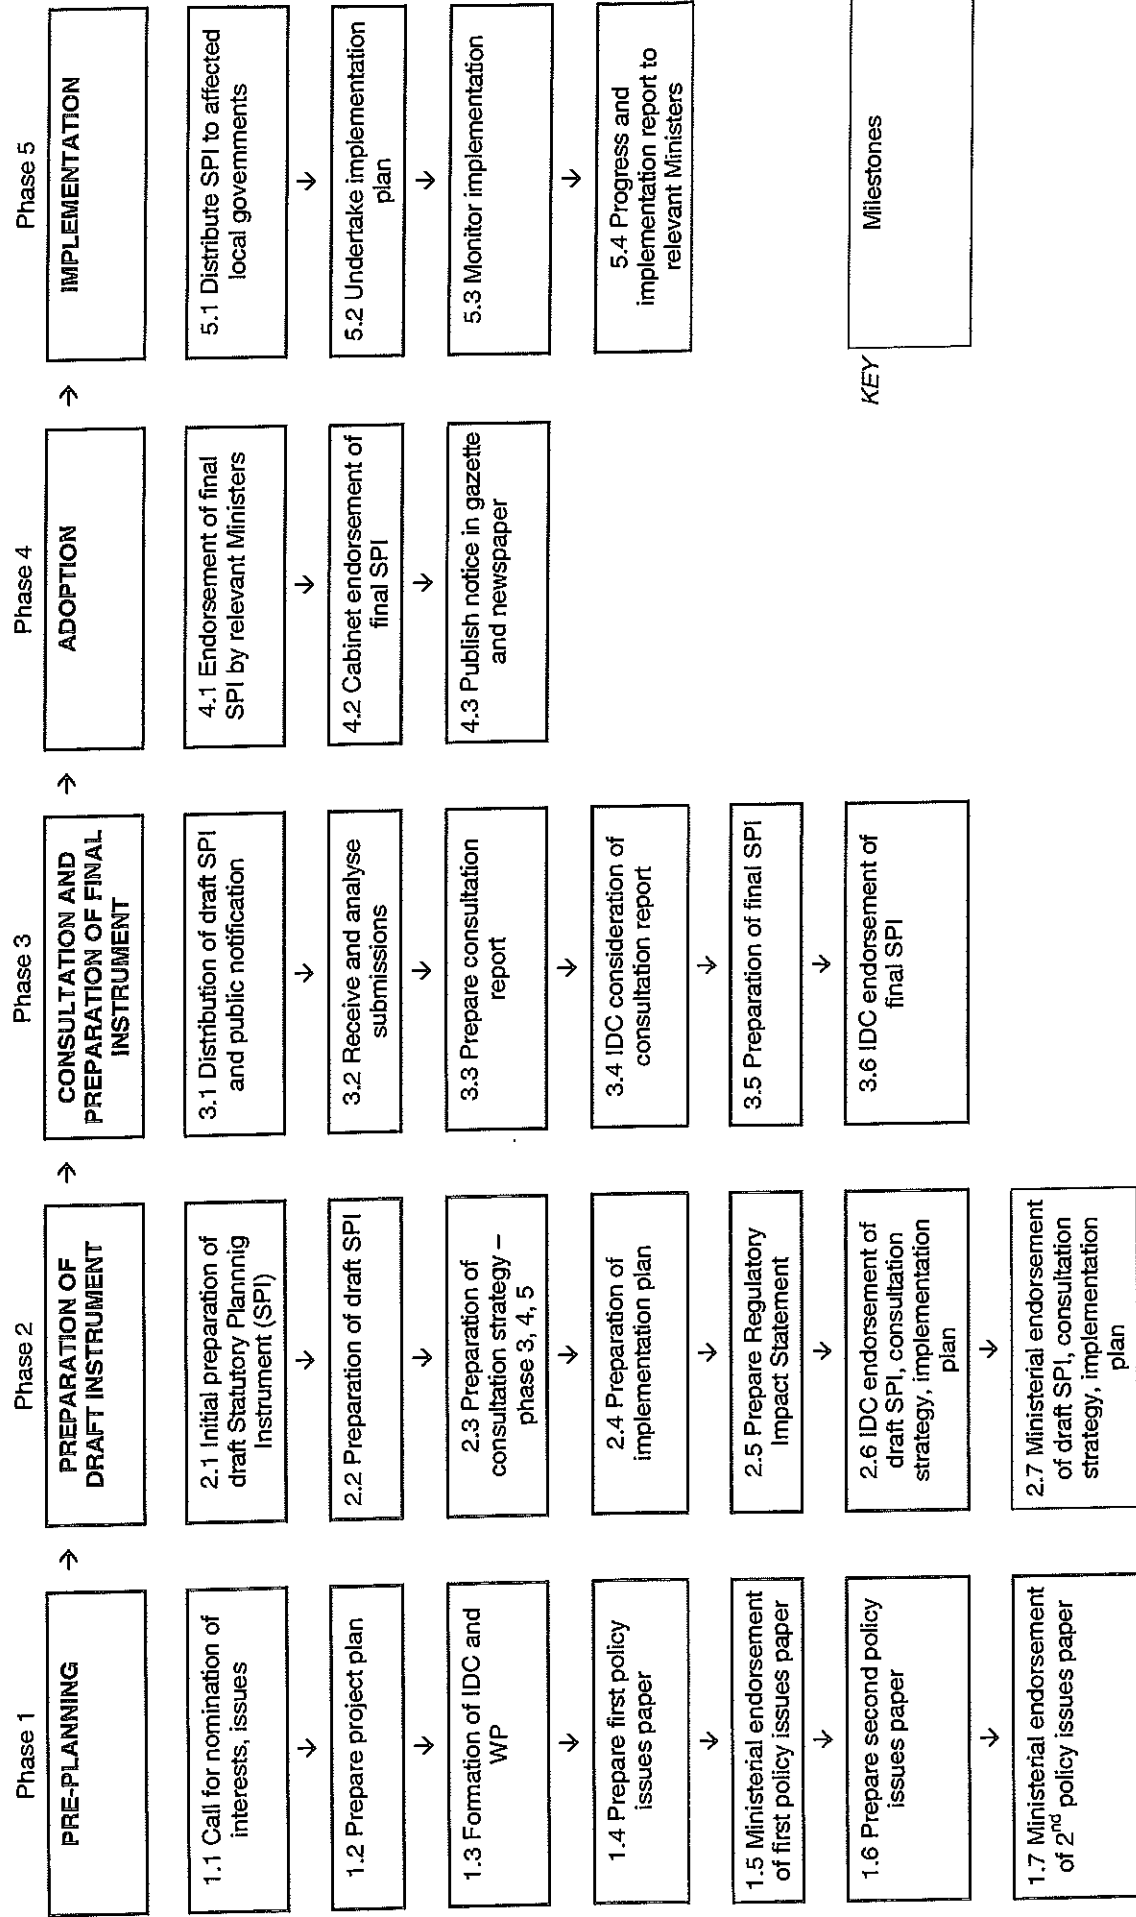 Phase 1
PRE-PLANNING
1.1 Call for nomination of
interests, issues
1.2 Prepare project plan
1.3 Formation of IDC and
WP
1.4 Prepare first policy
issues paper
1.5 Ministerial endorsement
of first policy issues paper
1.6 Prepare second policy
issues paper
1.7 Ministerial endorsement
of 2nd policy issues paper
Phase 2
PREPARATION OF
DRAFT INSTRUMENT
2.1 Initial preparation of
draft Statutory Plannnig
Instrument (SPI)
2.2 Preparation of draft SPI
2.3 Preparation of
consultation strategy –
phase 3, 4, 5
2.4 Preparation of
implementation plan
2.5 Prepare Regulatory
Impact Statement
2.6 IDC endorsement of
draft SPI, consultation
strategy, implementation
plan
2.7 Ministerial endorsement
of draft SPI, consultation
strategy, implementation
plan
Phase 3
CONSULTATION AND
PREPARATION OF FINAL
INSTRUMENT
3.1 Distribution of draft SPI
and public notification
3.2 Receive and analyse
submissions
3.3 Prepare consultation
report
3.4 IDC consideration of
consultation report
3.5 Preparation of final SPI
3.6 IDC endorsement of
final SPI
Phase 4
ADOPTION
4.1 Endorsement of final
SPI by relevant Ministers
4.2 Cabinet endorsement of
final SPI
4.3 Publish notice in gazette
and newspaper
Phase 5
IMPLEMENTATION
5.1 Distribute SPI to affected
local governments
5.2 Undertake implementation
plan
5.3 Monitor implementation
5.4 Progress and
implementation report to
relevant Ministers
KEY
Milestones